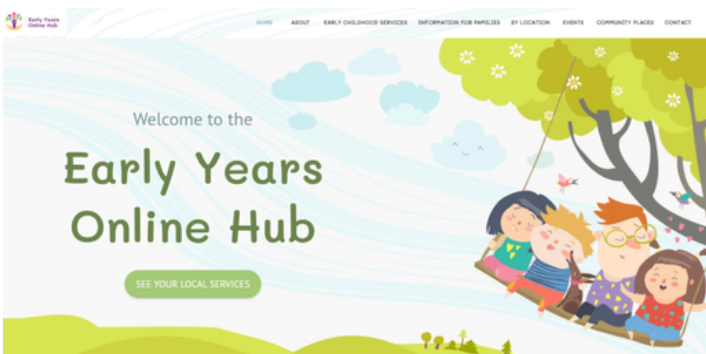 Early Years
Online Hub
HOME ABOUT EARLY CHILDHOOD SERVICES INFORMATION FOR FAMILIES BY LOCATION EVENTS COMMUNITY PLACES CONTACT
Welcome to the
Early Years
Online Hub
SEE YOUR LOCAL SERVICES